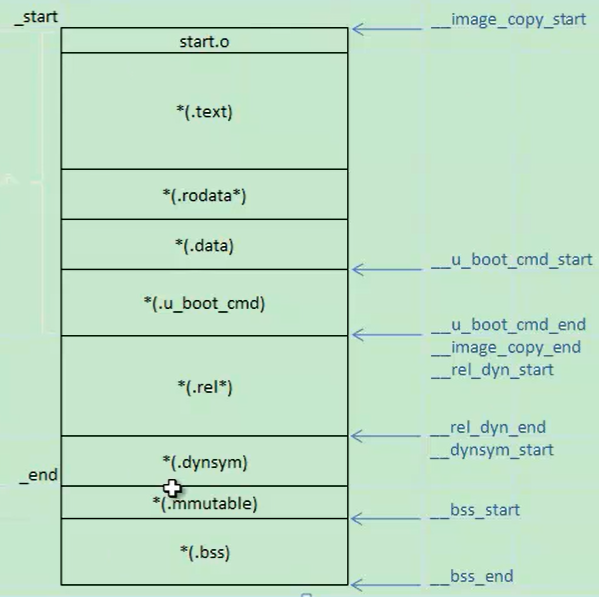 _start
__image_copy_start
start.o
*(.text)
*(.rodata*)
*(.data)
__u_boot_cmd_start
*(.u_boot_cmd)
__u_boot_cmd_end
__image_copy_end
__rel_dyn_start
*(.rel*)
__rel_dyn_end
__dynsym_start
*(.dynsym)
_end
*(.mmutable)
__bss_start
*(.bss)
__bss_end